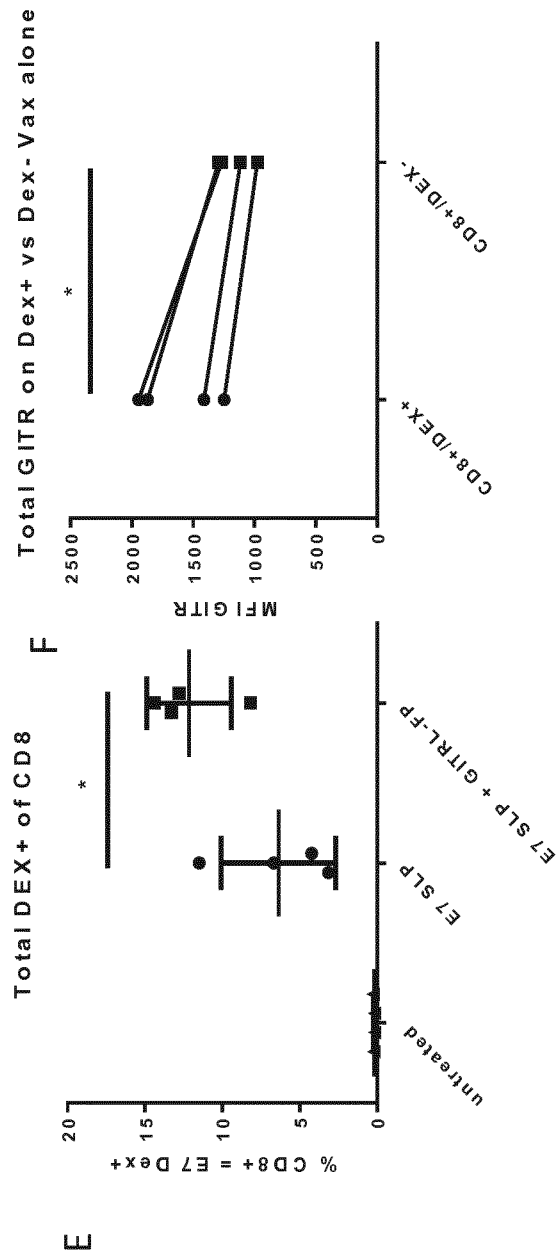 E
Total DEX+ of CD8
*
% CD8+ = E7 Dex+
20
15
10
5
0
untreated
E7 SLP
E7 SLP + GITRL-FP
F
Total GITR on Dex+ vs Dex- Vax alone
*
MFI GITR
2500
2000
1500
1000
500
0
CD8+/DEX+
CD8+/DEX-